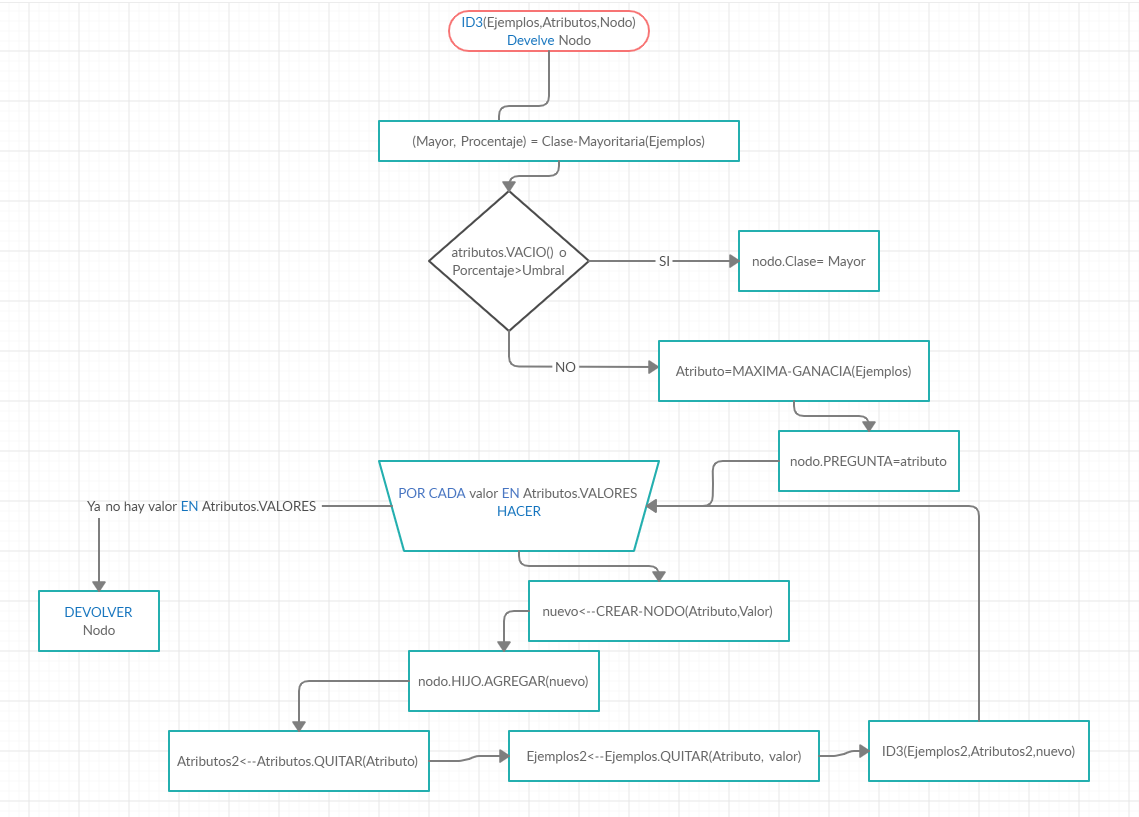 ID3(Ejemplos,Atributos,Nodo)
Develve Nodo
(Mayor, Procentaje) = Clase-Mayoritaria(Ejemplos)
atributos.VACIO() o
Porcentaje>Umbral
SI
nodo.Clase= Mayor
NO
Atributo=MAXIMA-GANACIA(Ejemplos)
nodo.PREGUNTA=atributo
POR CADA valor EN Atributos.VALORES
HACER
Ya no hay valor EN Atributos.VALORES
DEVOLVER
Nodo
nuevo<--CREAR-NODO(Atributo,Valor)
nodo.HIJO.AGREGAR(nuevo)
Atributos2<--Atributos.QUITAR(Atributo)
Ejemplos2<--Ejemplos.QUITAR(Atributo, valor)
ID3(Ejemplos2,Atributos2,nuevo)